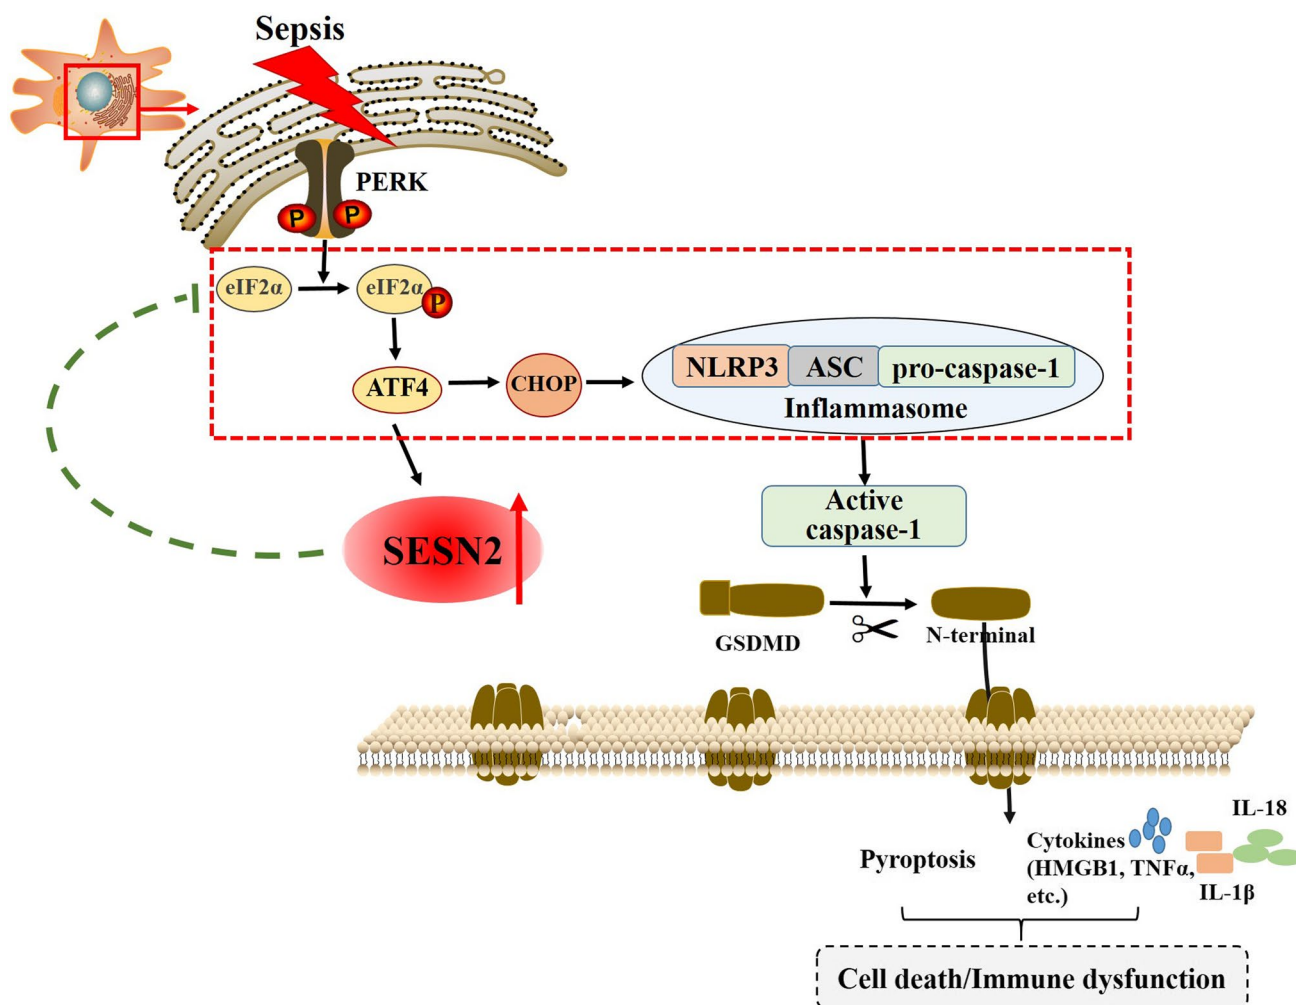 Sepsis
PERK
P
P
eIF2α
eIF2α
P
ATF4
CHOP
NLRP3
ASC
pro-caspase-1
Inflammasome
SESN2
Active
caspase-1
GSDMD
N-terminal
Pyroptosis
Cytokines
(HMGB1, TNFα,
etc.)
IL-18
IL-1β
Cell death/Immune dysfunction